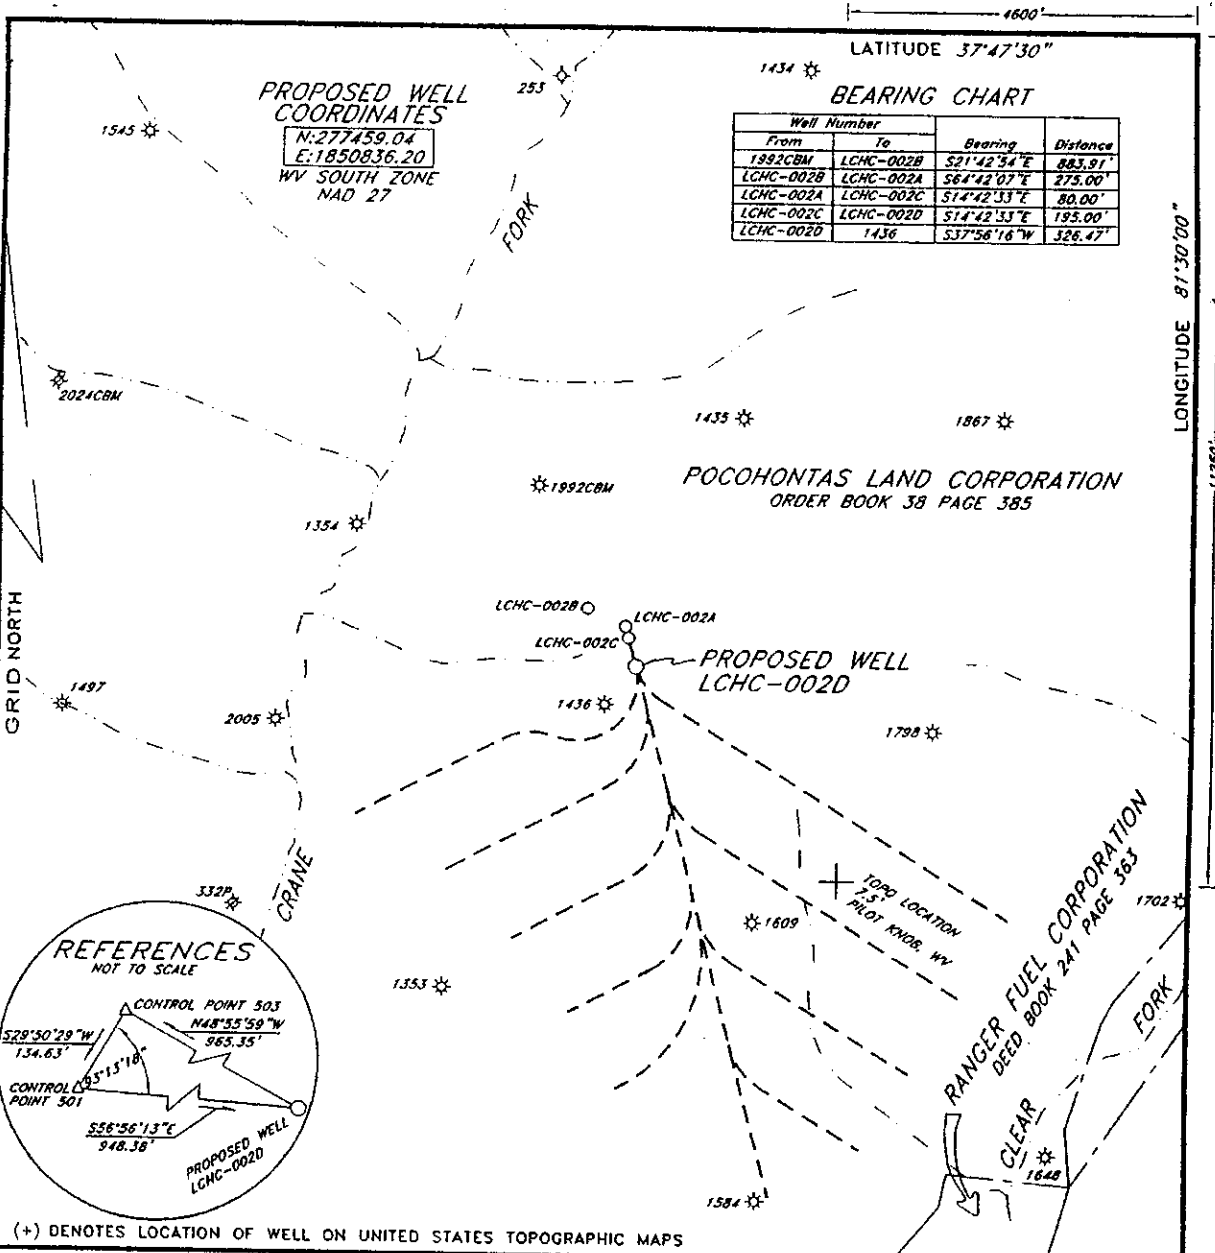 4600'
LATITUDE 37°47'30"
PROPOSED WELL
COORDINATES
N:277459.04
E:1850836.20
WV SOUTH ZONE
NAD 27
253
1434
1545
BEARING CHART
Well Number
From To Bearing Distance
1992CBM LCHC-002B S21°42'54"E 883.91'
LCHC-002B LCHC-002A S64°42'07"E 275.00'
LCHC-002A LCHC-002C S14°42'33"E 80.00'
LCHC-002C LCHC-002D S14°42'33"E 195.00'
LCHC-002D 1436 S37°56'16"W 326.47'
FORK
LONGITUDE 81°30'00"
2024CBM
1435
1867
1992CBM
POCOHONTAS LAND CORPORATION
ORDER BOOK 38 PAGE 385
1354
GRID NORTH
LCHC-002B
LCHC-002A
LCHC-002C
PROPOSED WELL
LCHC-002D
1497
2005
1436
1798
CRANE
332P
1609
TOPO LOCATION
7.5'
PILOT KNOB, WV
RANGER FUEL CORPORATION
DEED BOOK 241 PAGE 363
1702
FORK
CLEAR
1648
1353
1584
REFERENCES
NOT TO SCALE
CONTROL POINT 503
S29°50'29"W
134.63'
N48°55'59"W
965.35'
93°13'18"
CONTROL
POINT 501
S56°56'13"E
948.38'
PROPOSED WELL
LCHC-002D
(+) DENOTES LOCATION OF WELL ON UNITED STATES TOPOGRAPHIC MAPS